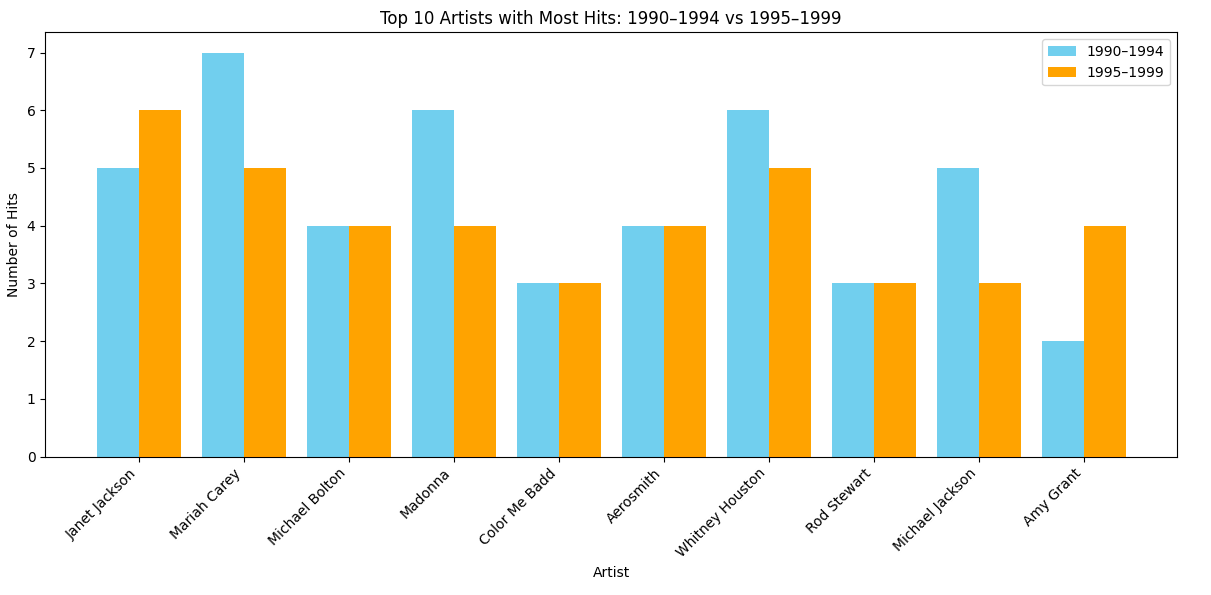 Top 10 Artists with Most Hits: 1990–1994 vs 1995–1999
1990–1994
1995–1999
Number of Hits
7
6
5
4
3
2
1
0
Janet Jackson
Mariah Carey
Michael Bolton
Madonna
Color Me Badd
Aerosmith
Whitney Houston
Rod Stewart
Michael Jackson
Amy Grant
Artist